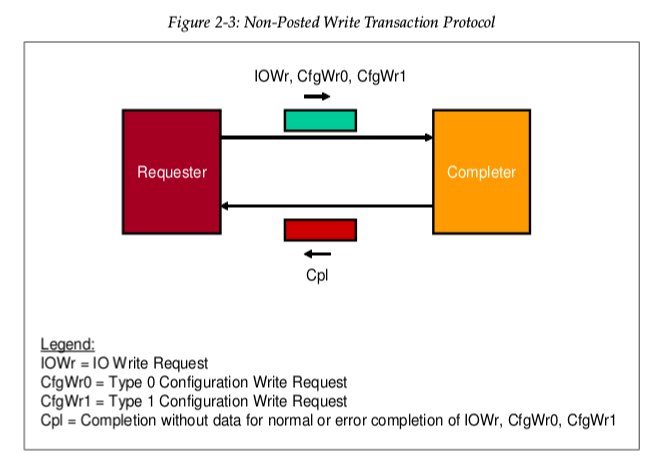 Figure 2-3: Non-Posted Write Transaction Protocol
IOWr, CfgWr0, CfgWr1
Requester
Completer
Cpl
Legend:
IOWr = IO Write Request
CfgWr0 = Type 0 Configuration Write Request
CfgWr1 = Type 1 Configuration Write Request
Cpl = Completion without data for normal or error completion of IOWr, CfgWr0, CfgWr1